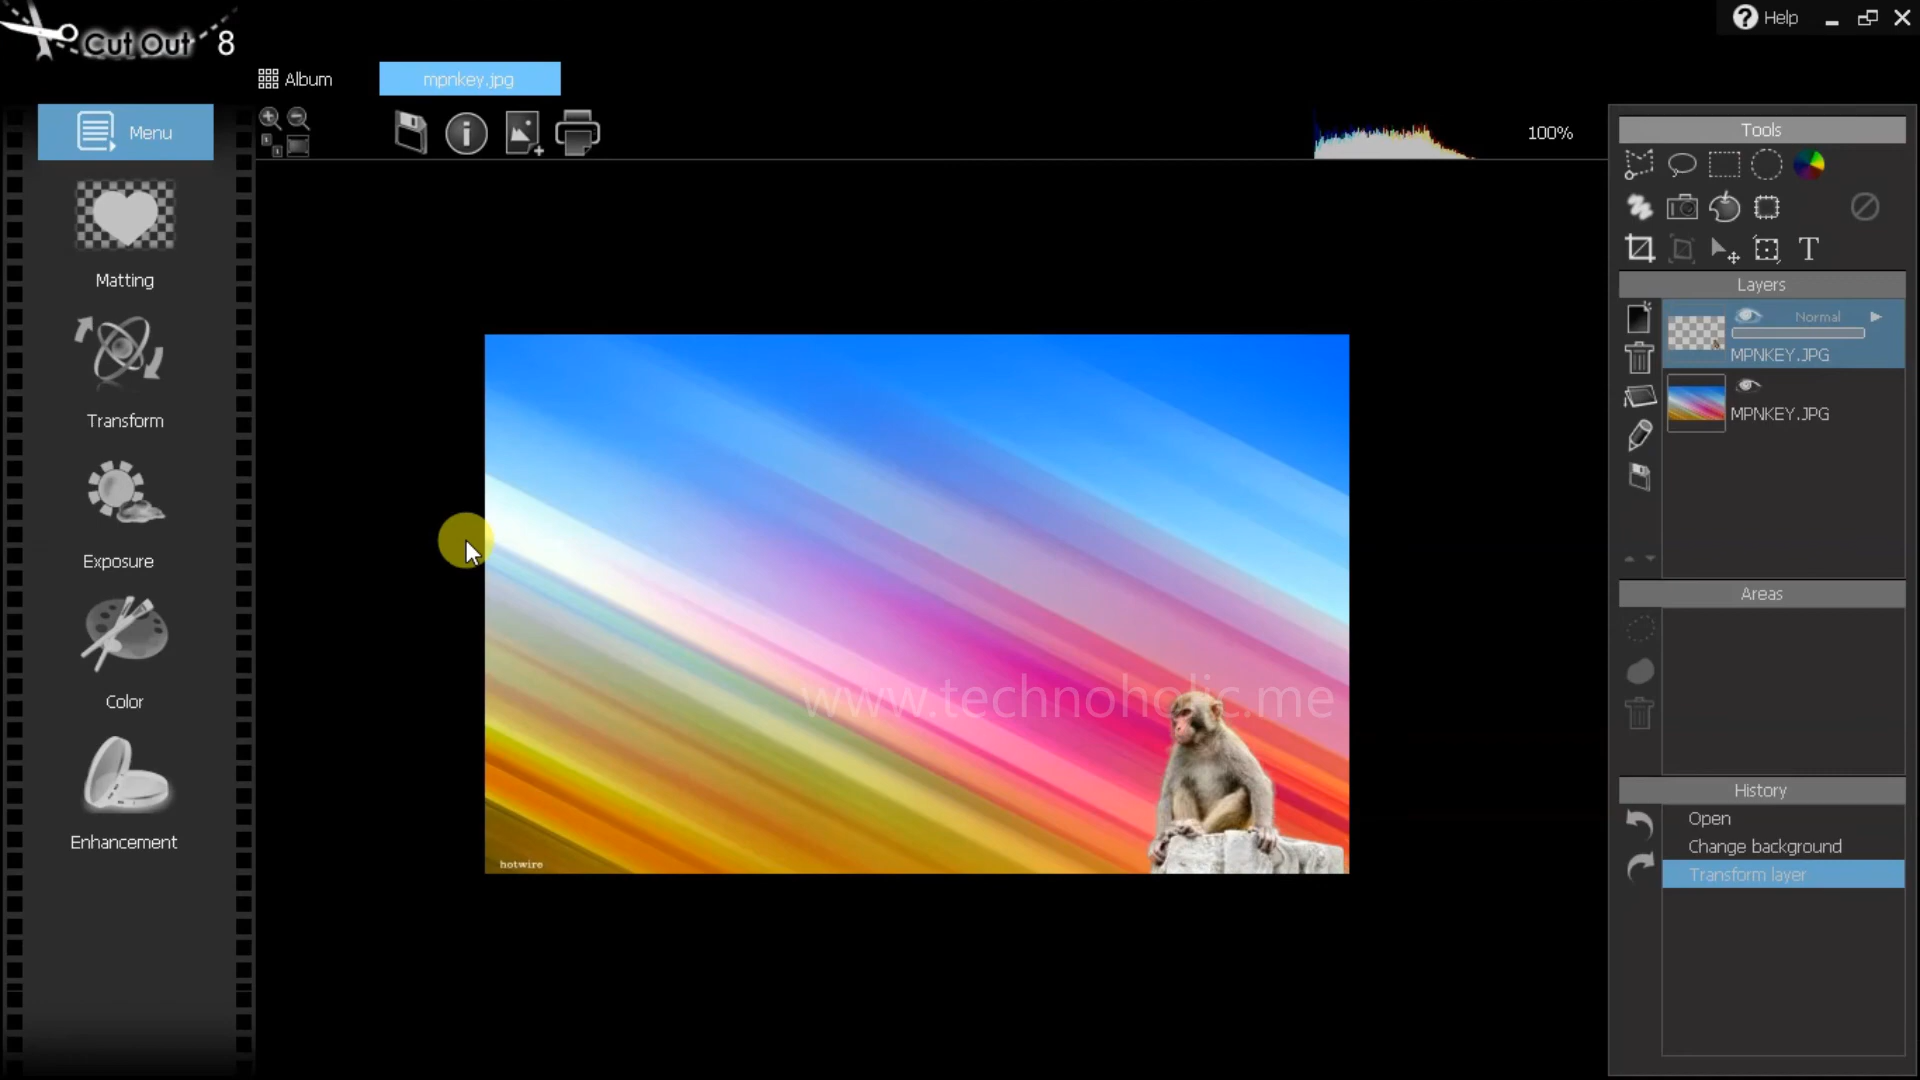 Cut Out 8
Help
Album
mpnkey.jpg
Menu
100%
Tools
Matting
T
Layers
Normal
MPNKEY.JPG
Transform
MPNKEY.JPG
Exposure
Areas
Color
www.technoholic.me
History
Enhancement
Open
Change background
hotwire
Transform layer